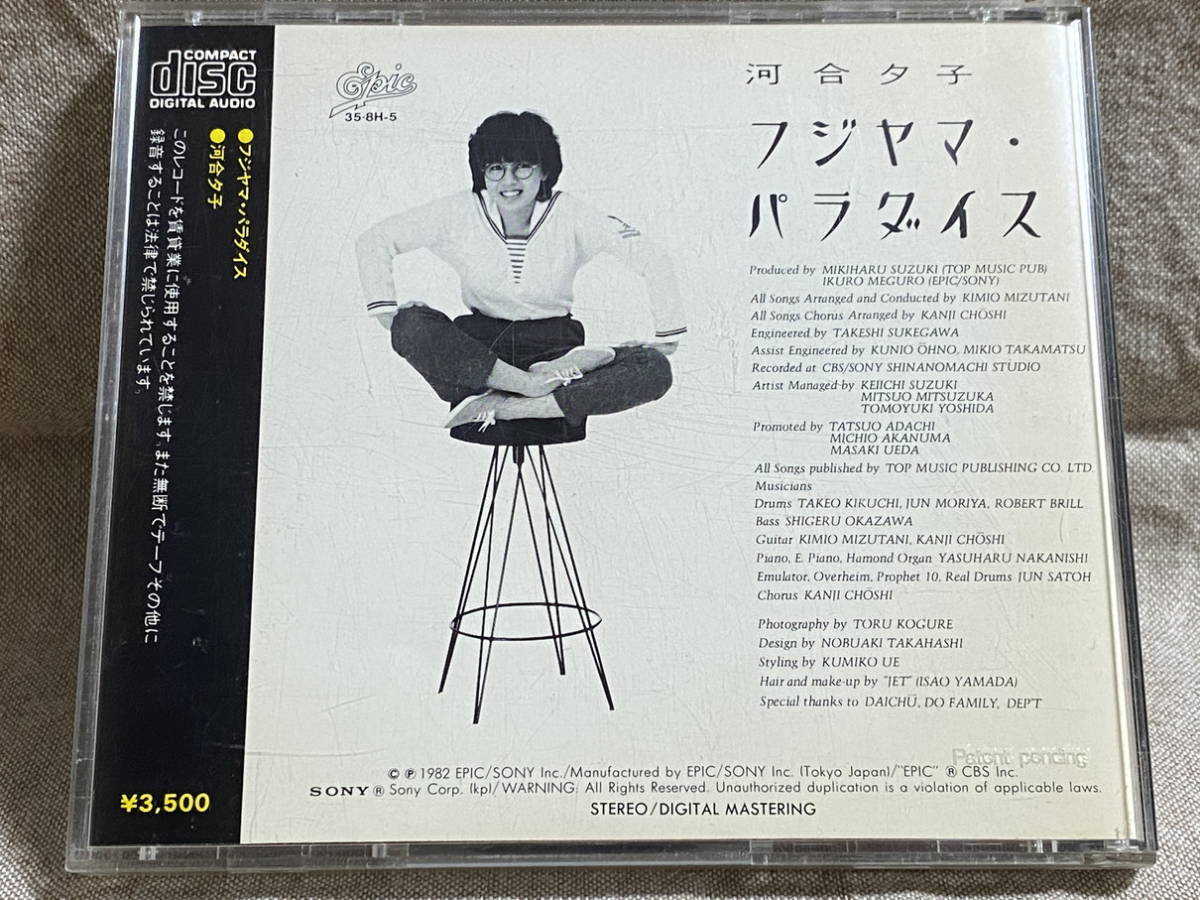 COMPACT
disc
DIGITAL AUDIO
●フジヤマ・パラダイス
●河合夕子
このレコードを賃貸業に使用することを禁じます。また無断でテープその他に
録音することは法律で禁じられています。
¥3,500
Epic
35·8H-5
河合夕子
フジヤマ・
パラダイス
Produced by MIKIHARU SUZUKI (TOP MUSIC PUB)
IKURO MEGURO (EPIC/SONY)
All Songs Arranged and Conducted by KIMIO MIZUTANI
All Songs Chorus Arranged by KANJI CHŌSHI
Engineered by TAKESHI SUKEGAWA
Assist Engineered by KUNIO ŌHNO, MIKIO TAKAMATSU
Recorded at CBS/SONY SHINANOMACHI STUDIO
Artist Managed by KEIICHI SUZUKI
MITSUO MITSUZUKA
TOMOYUKI YOSHIDA
Promoted by TATSUO ADACHI
MICHIO AKANUMA
MASAKI UEDA
All Songs published by TOP MUSIC PUBLISHING CO. LTD.
Musicians
Drums TAKEO KIKUCHI, JUN MORIYA, ROBERT BRILL
Bass SHIGERU OKAZAWA
Guitar KIMIO MIZUTANI, KANJI CHŌSHI
Piano, E. Piano, Hamond Organ YASUHARU NAKANISHI
Emulator, Overheim, Prophet 10, Real Drums JUN SATOH
Chorus KANJI CHŌSHI
Photography by TORU KOGURE
Design by NOBUAKI TAKAHASHI
Styling by KUMIKO UE
Hair and make-up by "JET" (ISAO YAMADA)
Special thanks to DAICHŪ, DO FAMILY, DEP'T
Patent pending
© ℗ 1982 EPIC/SONY Inc./Manufactured by EPIC/SONY Inc. (Tokyo Japan)/"EPIC" ® CBS Inc.
SONY ® Sony Corp. (kp)/WARNING: All Rights Reserved. Unauthorized duplication is a violation of applicable laws.
STEREO/DIGITAL MASTERING